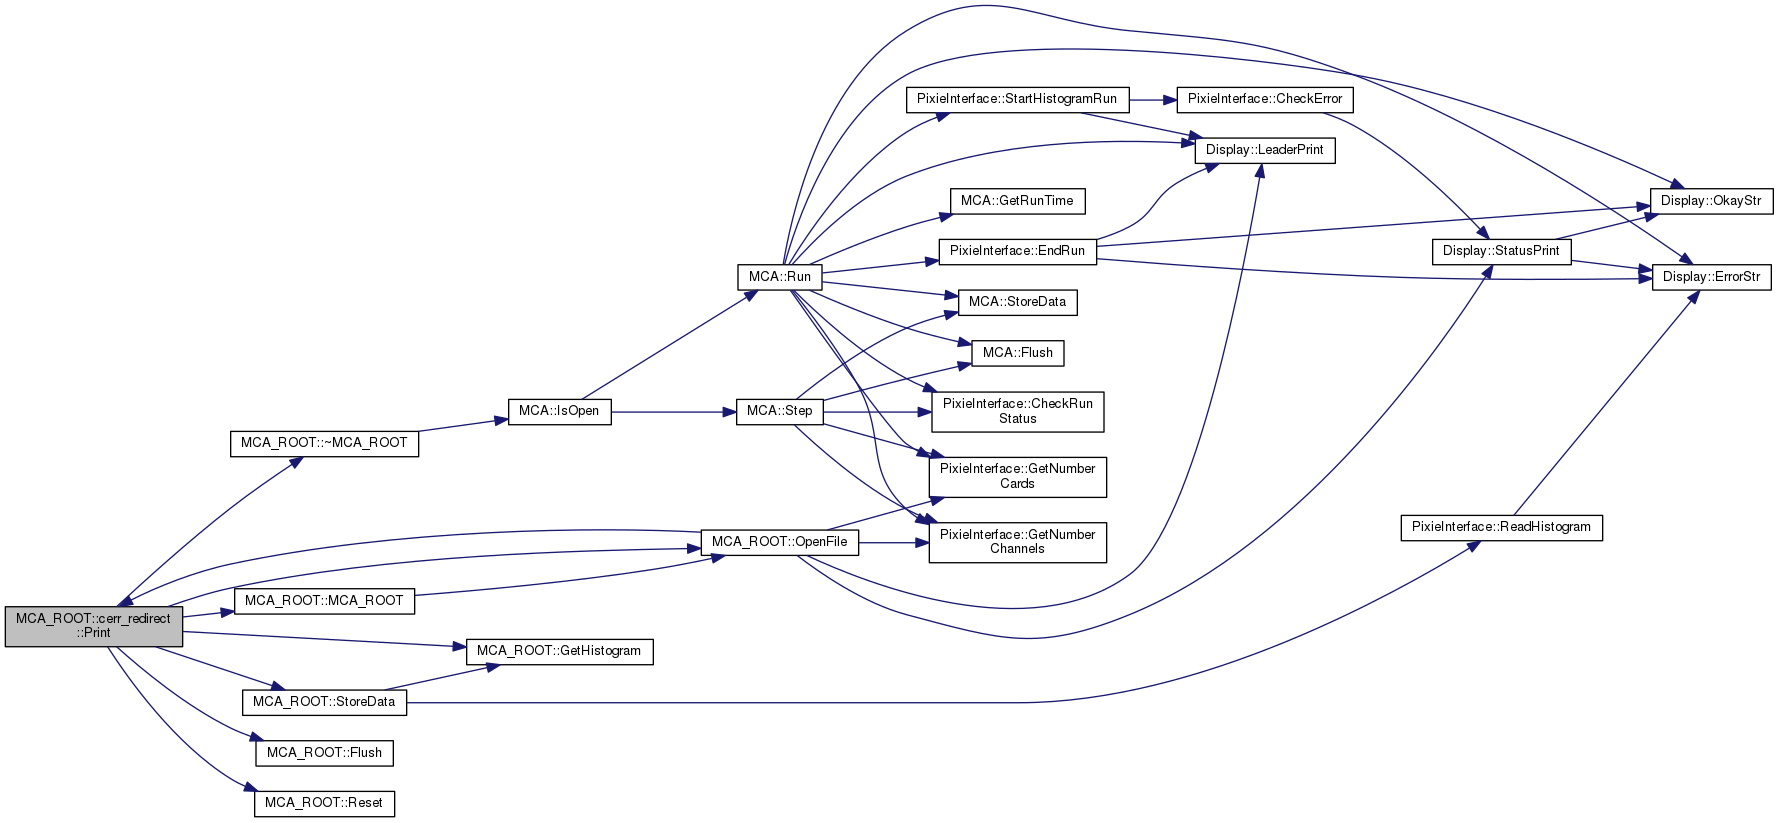 PixieInterface::StartHistogramRun
PixieInterface::CheckError
Display::LeaderPrint
MCA::GetRunTime
Display::OkayStr
PixieInterface::EndRun
Display::StatusPrint
MCA::Run
Display::ErrorStr
MCA::StoreData
MCA::Flush
MCA::IsOpen
MCA::Step
PixieInterface::CheckRun
Status
MCA_ROOT::~MCA_ROOT
PixieInterface::GetNumber
Cards
PixieInterface::ReadHistogram
MCA_ROOT::OpenFile
PixieInterface::GetNumber
Channels
MCA_ROOT::MCA_ROOT
MCA_ROOT::cerr_redirect
::Print
MCA_ROOT::GetHistogram
MCA_ROOT::StoreData
MCA_ROOT::Flush
MCA_ROOT::Reset